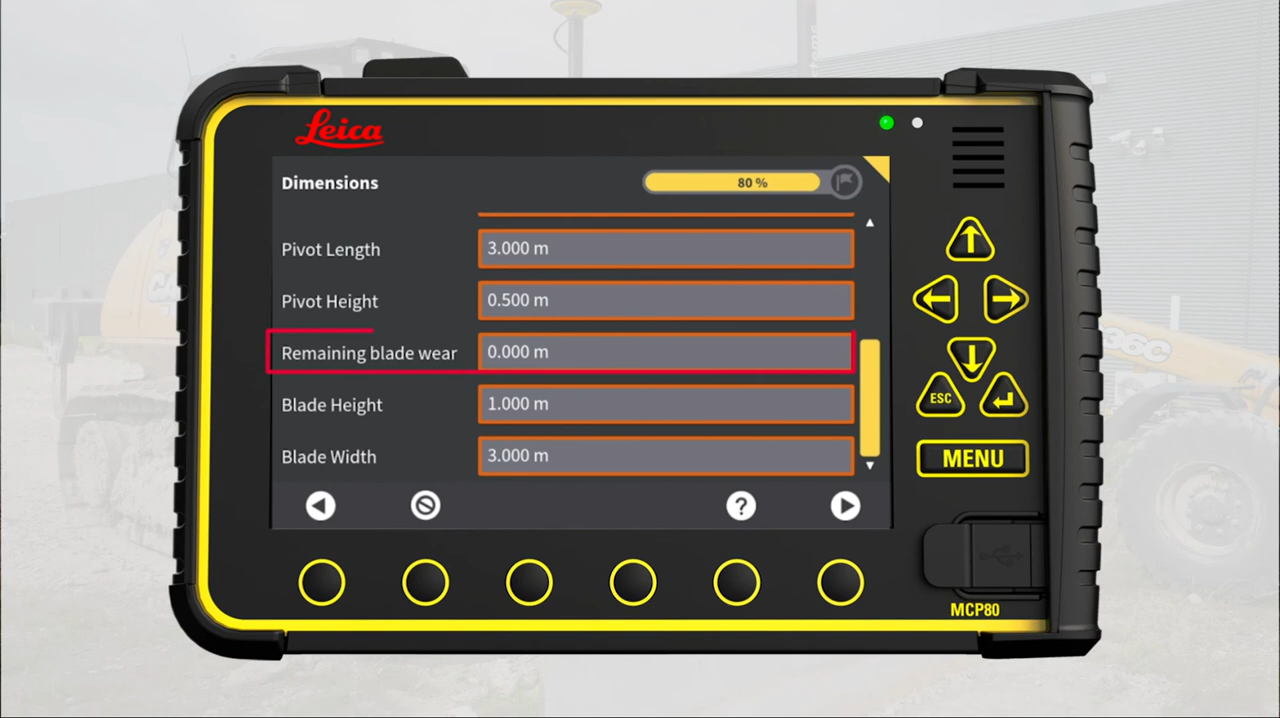 Leica
Dimensions
80 %
Pivot Length
3.000 m
Pivot Height
0.500 m
Remaining blade wear
0.000 m
Blade Height
1.000 m
Blade Width
3.000 m
?
ESC
MENU
MCP80
36C